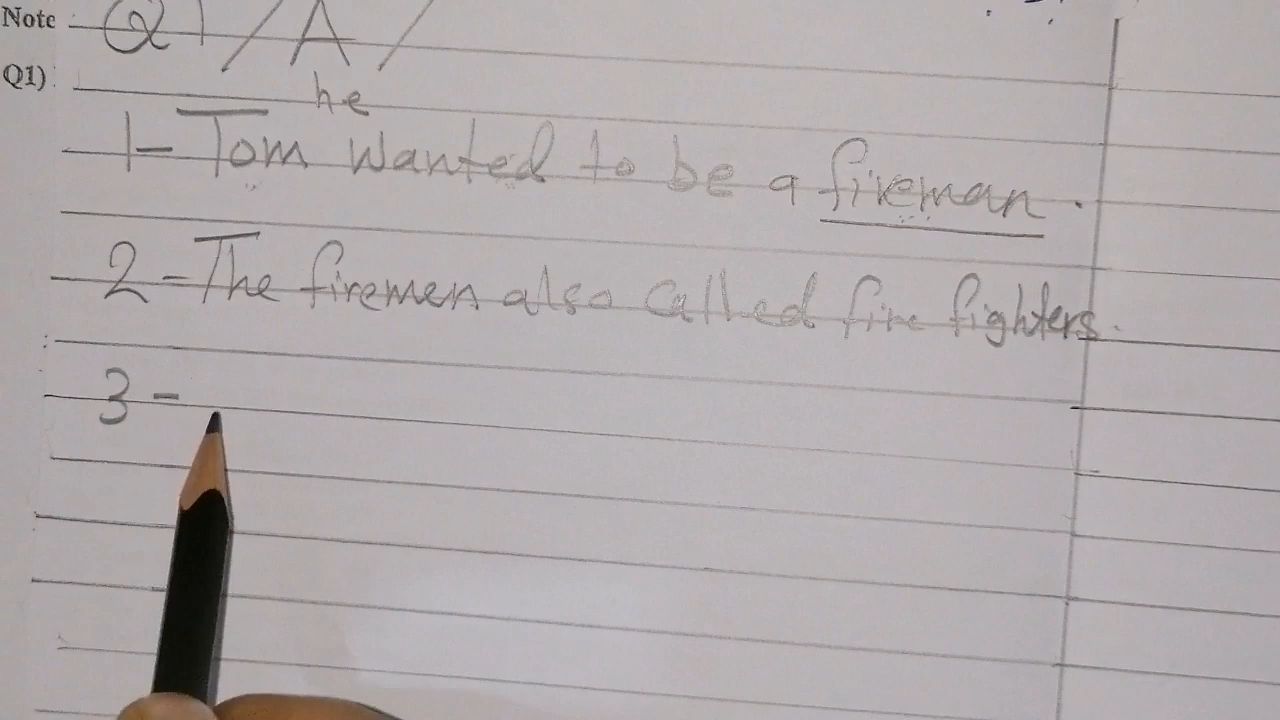 Note Q1/A/
Q1)
he
1- Tom wanted to be a fireman.
2- The firemen also called fire fighters.
3-